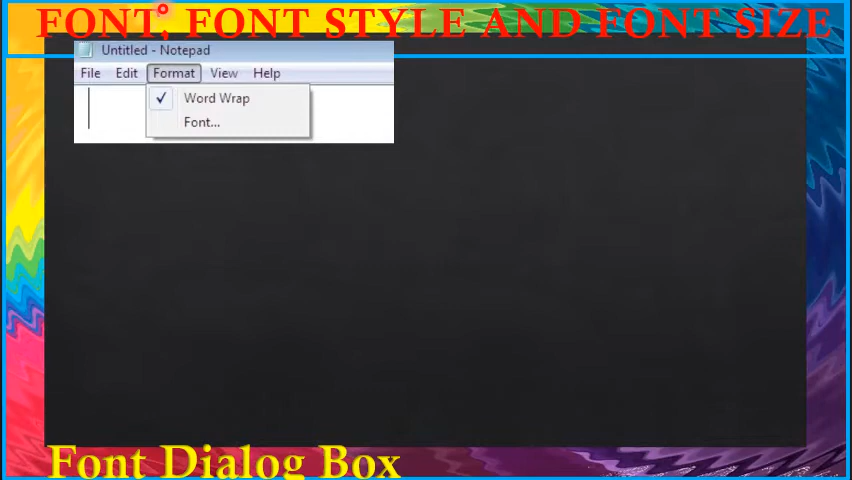 FONT, FONT STYLE AND FONT SIZE
Untitled - Notepad
File Edit Format View Help
Word Wrap
Font...
Font Dialog Box